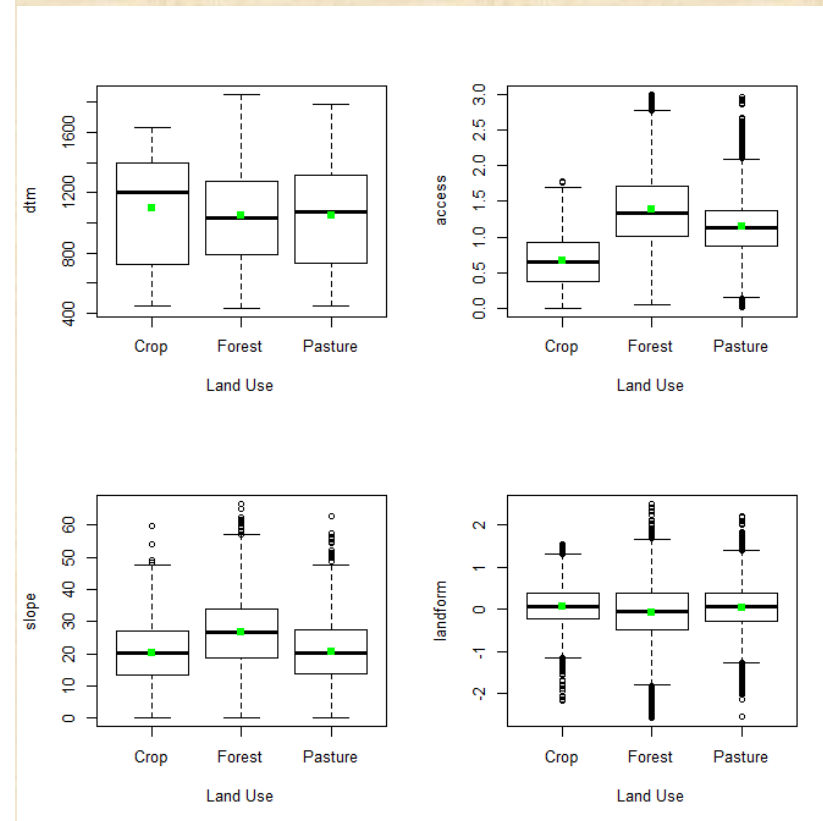 dtm
1600
1200
800
400
Crop Forest Pasture
Land Use
access
3.0
2.5
2.0
1.5
1.0
0.5
0.0
Crop Forest Pasture
Land Use
slope
60
50
40
30
20
10
0
Crop Forest Pasture
Land Use
landform
2
1
0
-1
-2
Crop Forest Pasture
Land Use